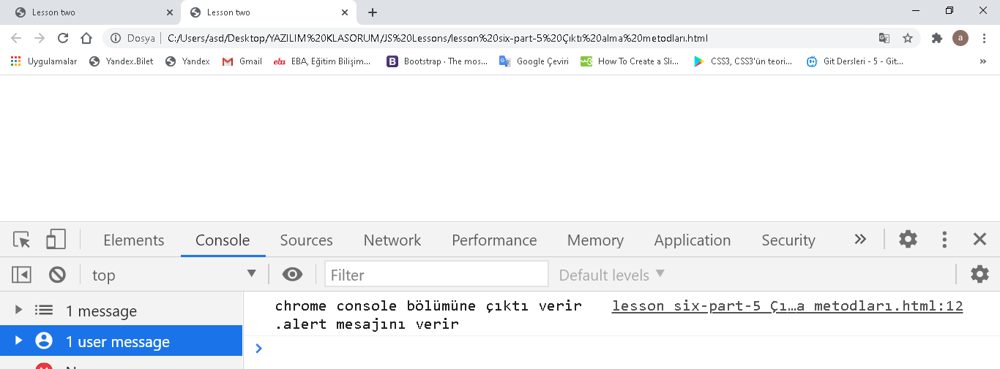 Lesson two
Lesson two
Dosya C:/Users/asd/Desktop/YAZILIM%20KLASORUM/JS%20Lessons/lesson%20six-part-5%20Çıktı%20alma%20metodları.html
a
Uygulamalar Yandex.Bilet Yandex Gmail eba EBA, Eğitim Bilişim... B Bootstrap · The mos... Google Çeviri How To Create a Sli... CSS3, CSS3'ün teori... Git Dersleri - 5 - Git... »
Elements Console Sources Network Performance Memory Application Security »
top Filter Default levels
1 message
1 user message
chrome console bölümüne çıktı verir lesson six-part-5 Çı…a metodları.html:12
.alert mesajını verir